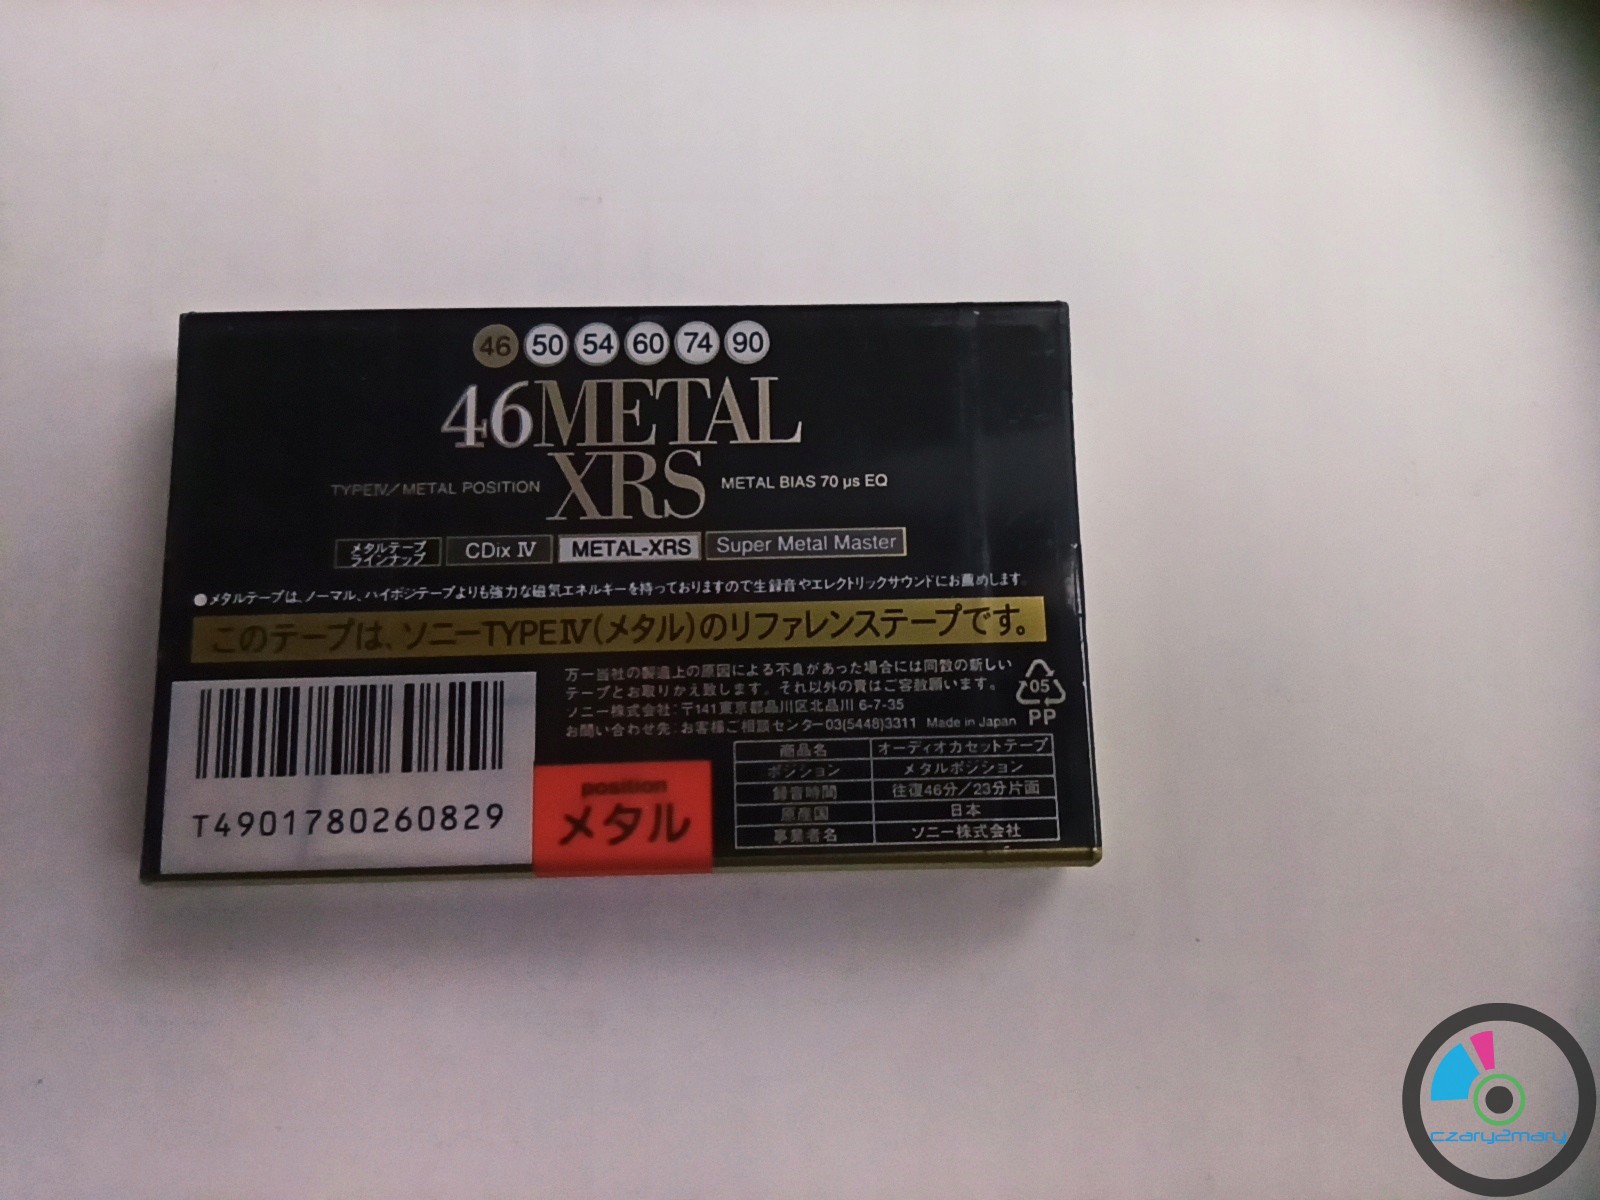 46 50 54 60 74 90
46METAL
XRS
TYPEⅣ/METAL POSITION
METAL BIAS 70 µs EQ
メタルテープ
ラインナップ
CDix Ⅳ
METAL-XRS
Super Metal Master
●メタルテープは、ノーマル、ハイポジテープよりも強力な磁気エネルギーを持っておりますので生録音やエレクトリックサウンドにお薦めします。
このテープは、ソニーTYPEⅣ(メタル)のリファレンステープです。
万一当社の製造上の原因による不良があった場合には同数の新しい
テープとお取りかえ致します。それ以外の責はご容赦願います。
ソニー株式会社:〒141東京都品川区北品川 6-7-35
お問い合わせ先:お客様ご相談センター03(5448)3311 Made in Japan
05
PP
T4901780260829
position
メタル
商品名 オーディオカセットテープ
ポジション メタルポジション
録音時間 往復46分/23分片面
原産国 日本
事業者名 ソニー株式会社
czary2mary